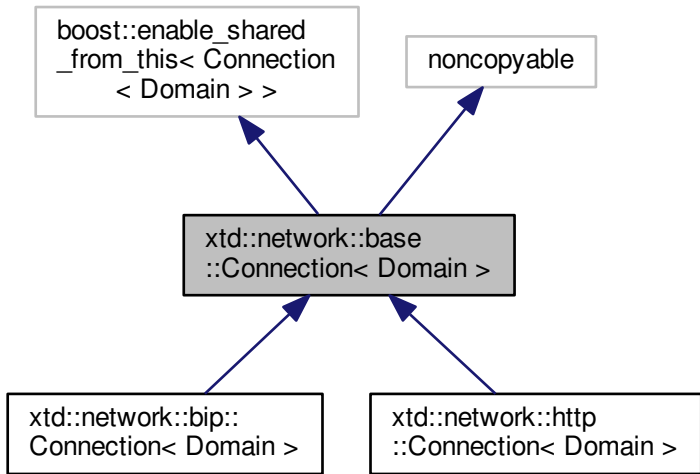 boost::enable_shared
_from_this< Connection
< Domain > >
noncopyable
xtd::network::base
::Connection< Domain >
xtd::network::bip::
Connection< Domain >
xtd::network::http
::Connection< Domain >